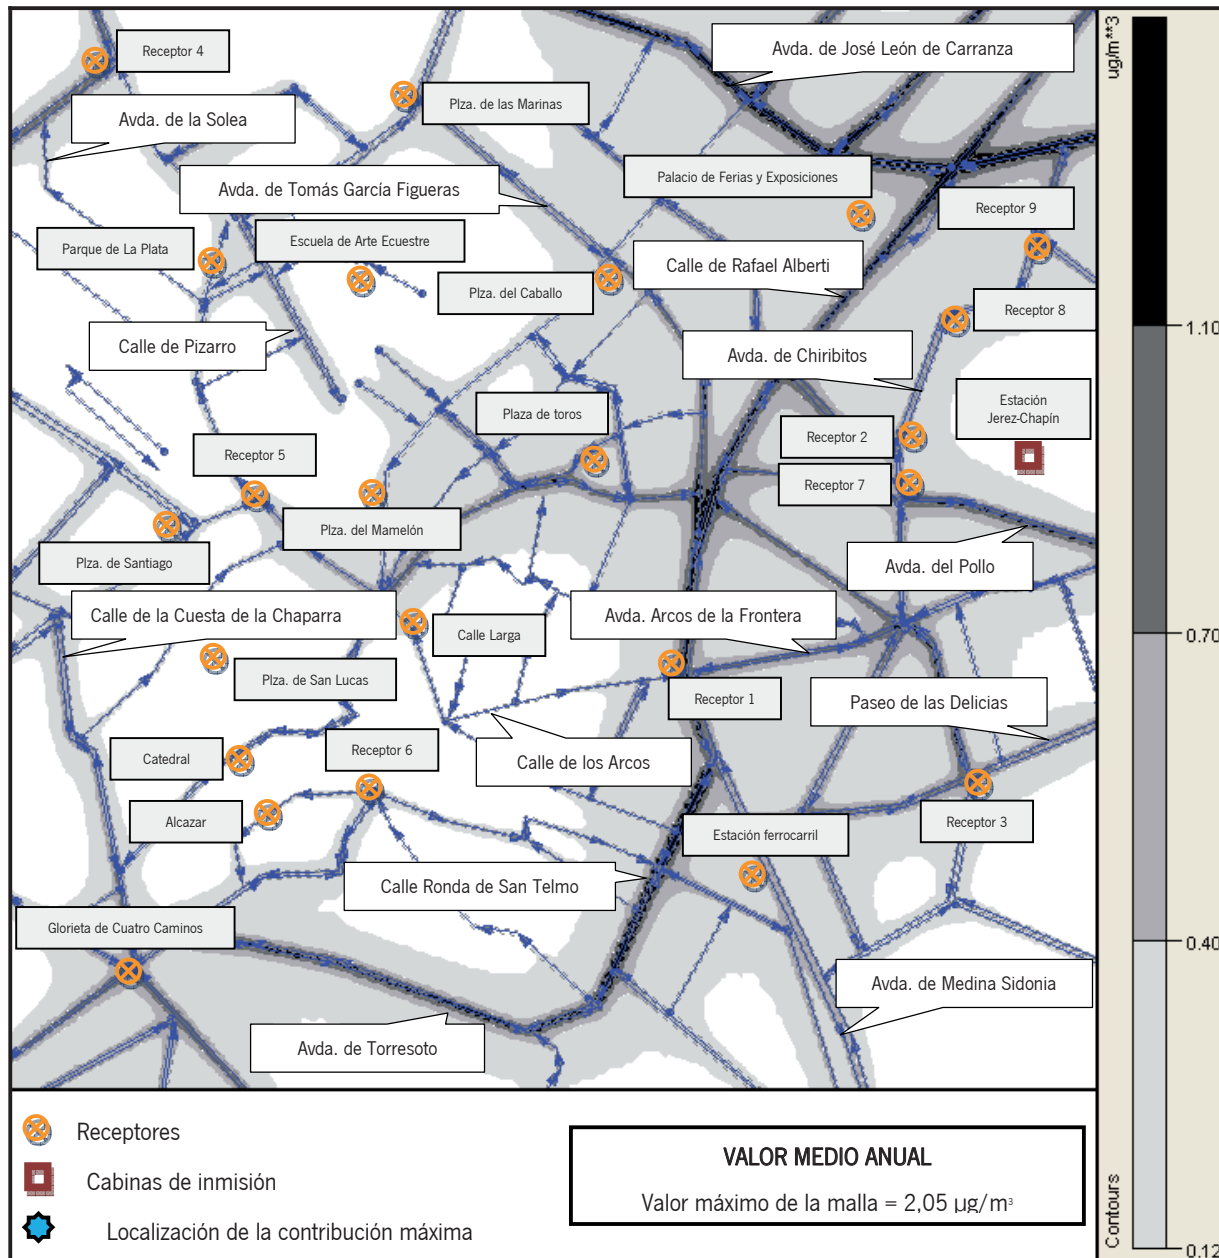 Receptor 4
Avda. de José León de Carranza
ug/m**3
Plza. de las Marinas
Avda. de la Solea
Palacio de Ferias y Exposiciones
Avda. de Tomás García Figueras
Receptor 9
Escuela de Arte Ecuestre
Parque de La Plata
Calle de Rafael Alberti
Plza. del Caballo
Receptor 8
1.10
Calle de Pizarro
Avda. de Chiribitos
Estación
Jerez-Chapín
Plaza de toros
Receptor 2
Receptor 5
Receptor 7
Plza. del Mamelón
Plza. de Santiago
Avda. del Pollo
Calle de la Cuesta de la Chaparra
Avda. Arcos de la Frontera
0.70
Calle Larga
Plza. de San Lucas
Receptor 1
Paseo de las Delicias
Receptor 6
Catedral
Calle de los Arcos
Alcazar
Estación ferrocarril
Receptor 3
Calle Ronda de San Telmo
Glorieta de Cuatro Caminos
0.40
Avda. de Medina Sidonia
Avda. de Torresoto
Receptores
Cabinas de inmisión
Localización de la contribución máxima
VALOR MEDIO ANUAL
Valor máximo de la malla = 2,05 µg/m³
Contours
0.12